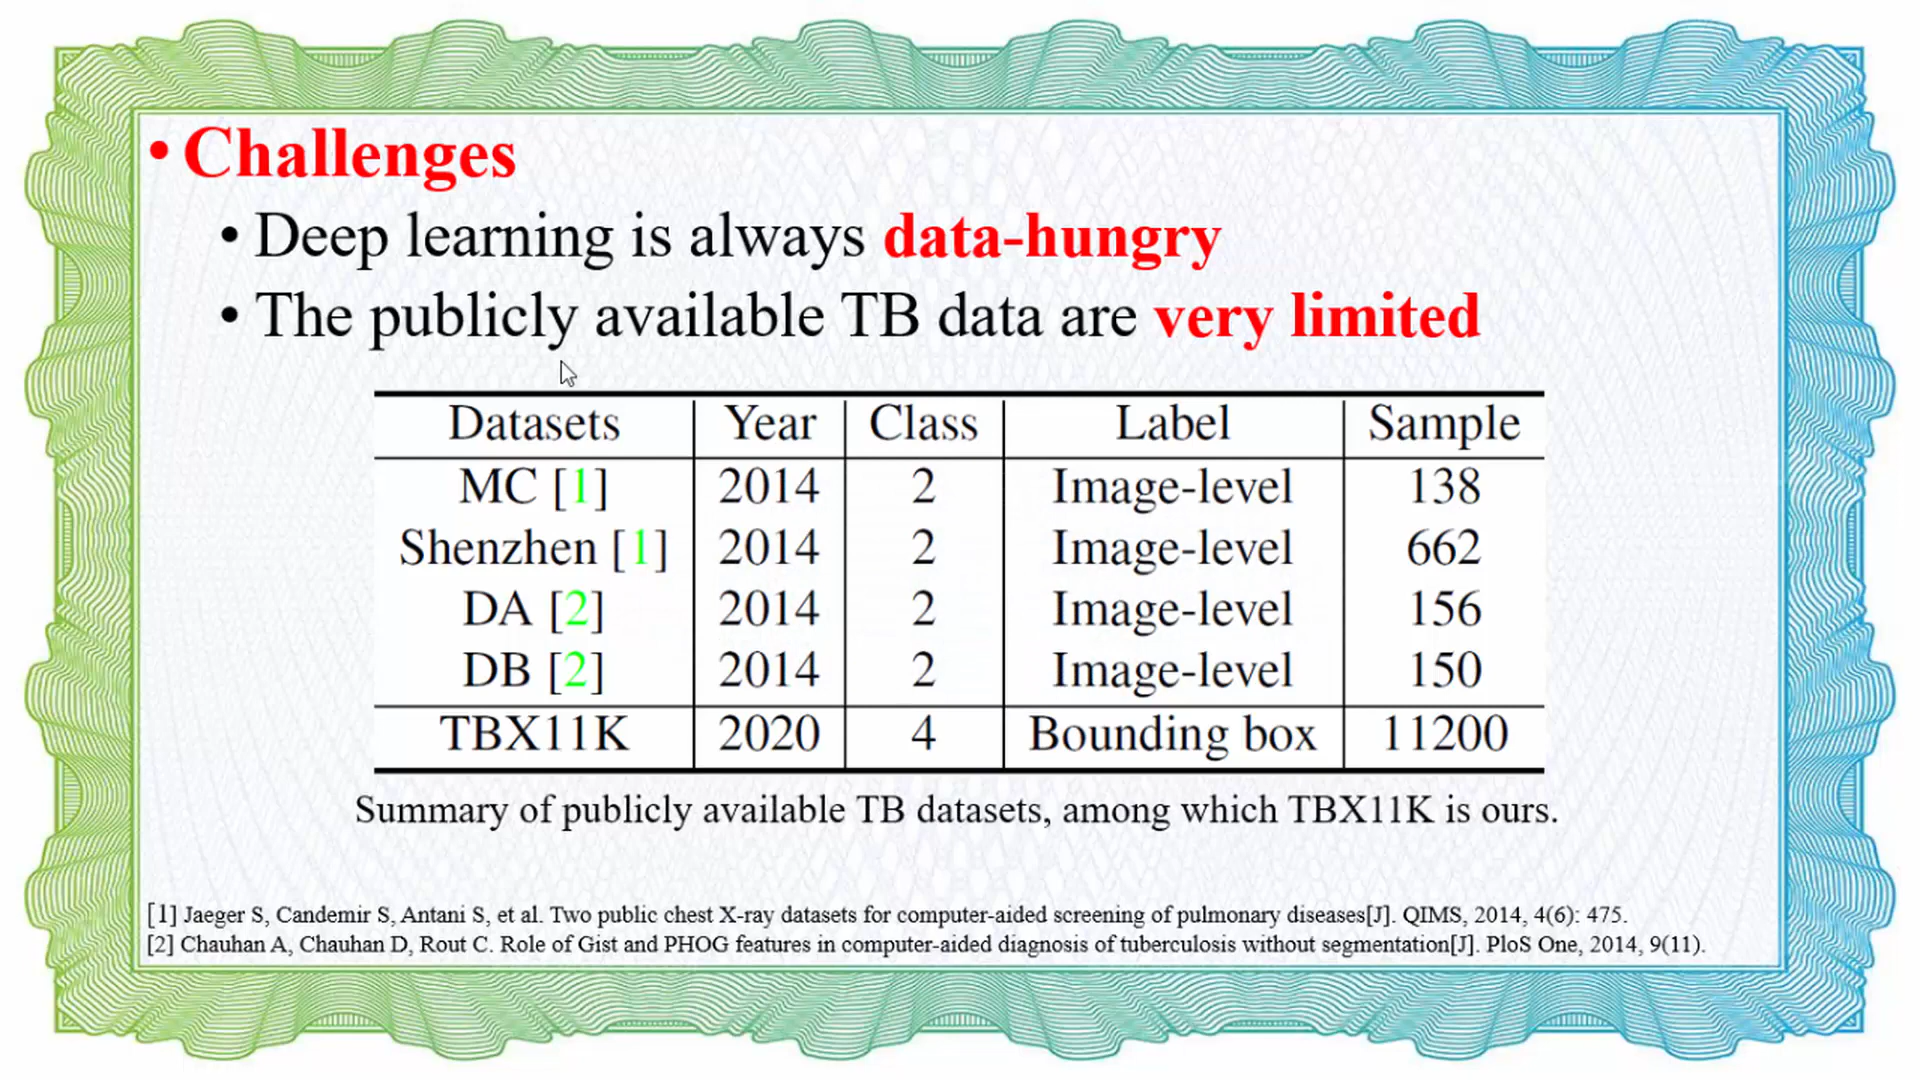 • Challenges
• Deep learning is always data-hungry
• The publicly available TB data are very limited
Datasets Year Class Label Sample
MC [1] 2014 2 Image-level 138
Shenzhen [1] 2014 2 Image-level 662
DA [2] 2014 2 Image-level 156
DB [2] 2014 2 Image-level 150
TBX11K 2020 4 Bounding box 11200
Summary of publicly available TB datasets, among which TBX11K is ours.
[1] Jaeger S, Candemir S, Antani S, et al. Two public chest X-ray datasets for computer-aided screening of pulmonary diseases[J]. QIMS, 2014, 4(6): 475.
[2] Chauhan A, Chauhan D, Rout C. Role of Gist and PHOG features in computer-aided diagnosis of tuberculosis without segmentation[J]. PloS One, 2014, 9(11).